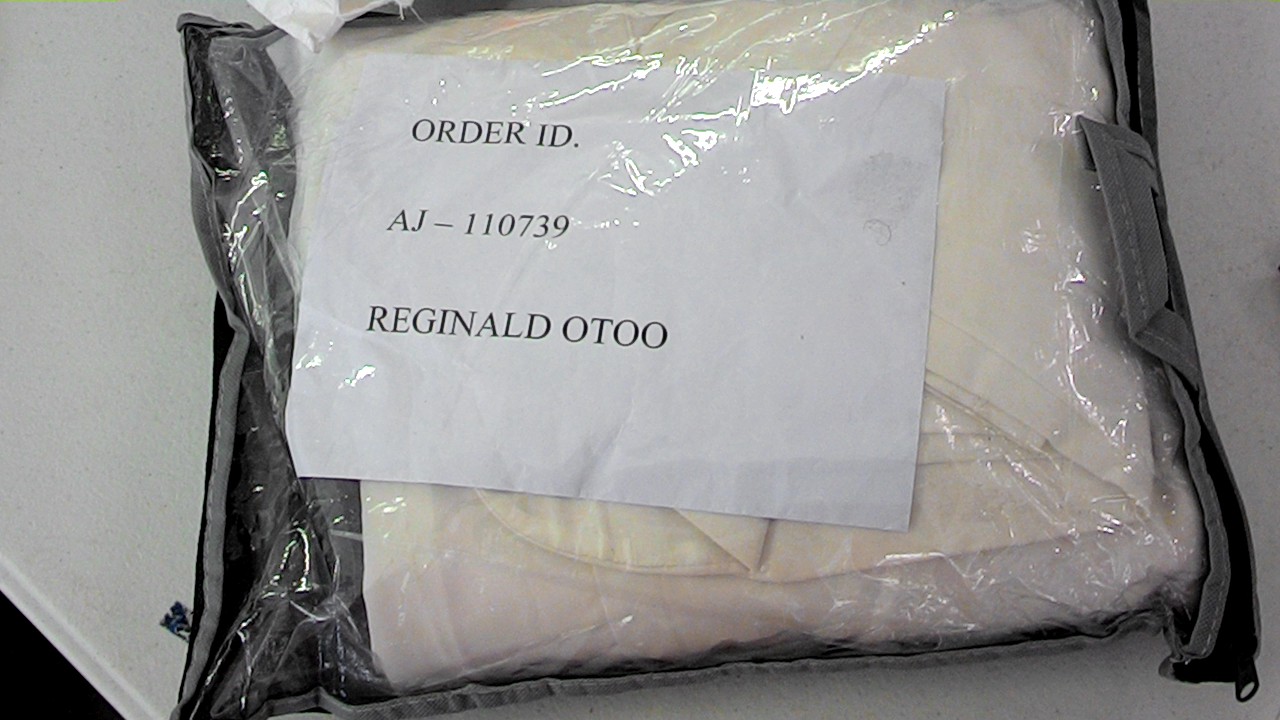 ORDER ID.
AJ – 110739
REGINALD OTOO